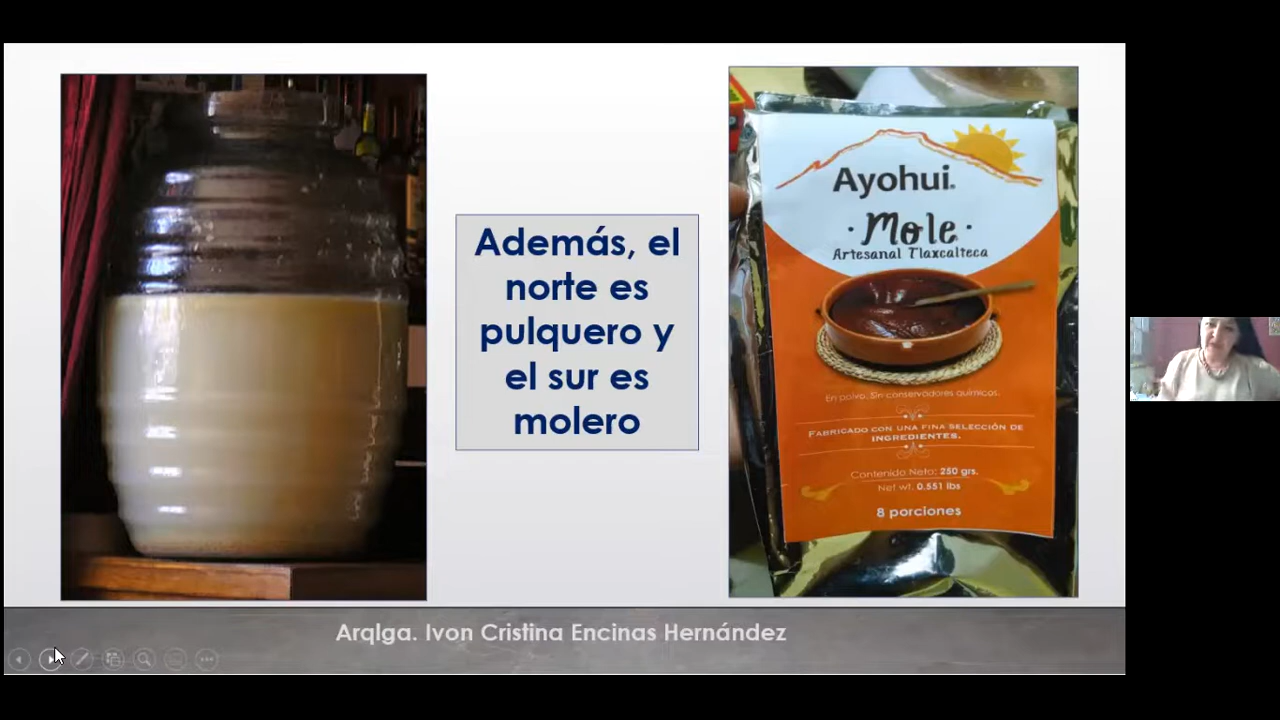 Además, el
norte es
pulquero y
el sur es
molero
Ayohui.
· Mole ·
Artesanal Tlaxcalteca
En polvo. Sin conservadores químicos.
FABRICADO CON UNA FINA SELECCIÓN DE
INGREDIENTES.
Contenido Neto: 250 grs.
Net wt. 0.551 lbs
8 porciones
Arqlga. Ivon Cristina Encinas Hernández